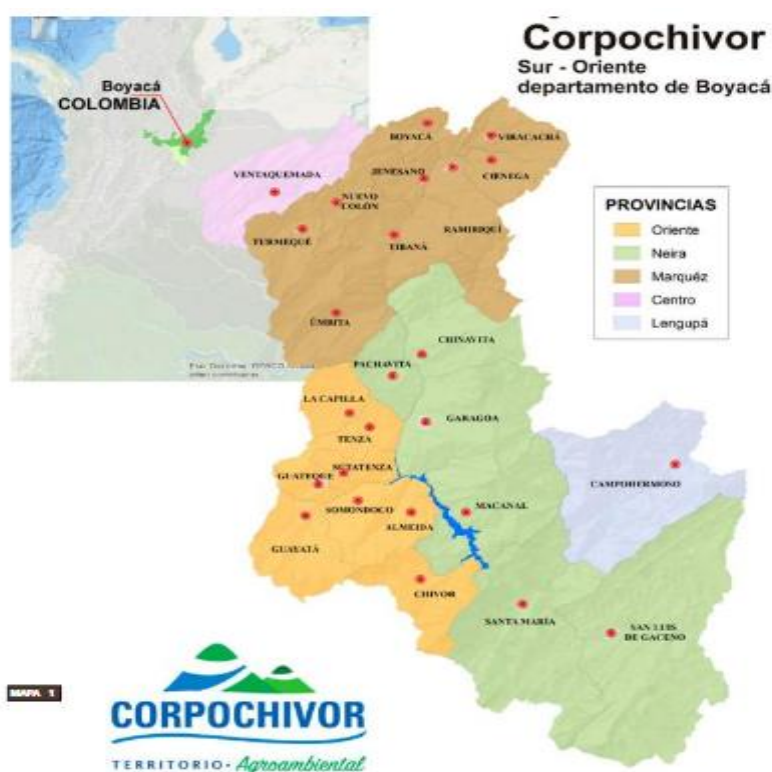 Corpochivor
Sur - Oriente
departamento de Boyacá
Boyacá
COLOMBIA
BOYACÁ
VIRACACHÁ
JENESANO
CIENEGA
VENTAQUEMADA
NUEVO
COLÓN
TURMEQUÉ
TIBANÁ
RAMIRIQUÍ
ÚMBITA
PROVINCIAS
Oriente
Neira
Marquéz
Centro
Lengupá
CHINAVITA
PACHAVITA
LA CAPILLA
GARAGOA
TENZA
SUTATENZA
GUATEQUE
CAMPOHERMOSO
SOMONDOCO
MACANAL
ALMEIDA
GUAYATÁ
CHIVOR
SANTA MARÍA
SAN LUIS
DE GACENO
MAPA 1
CORPOCHIVOR
TERRITORIO - Agroambiental